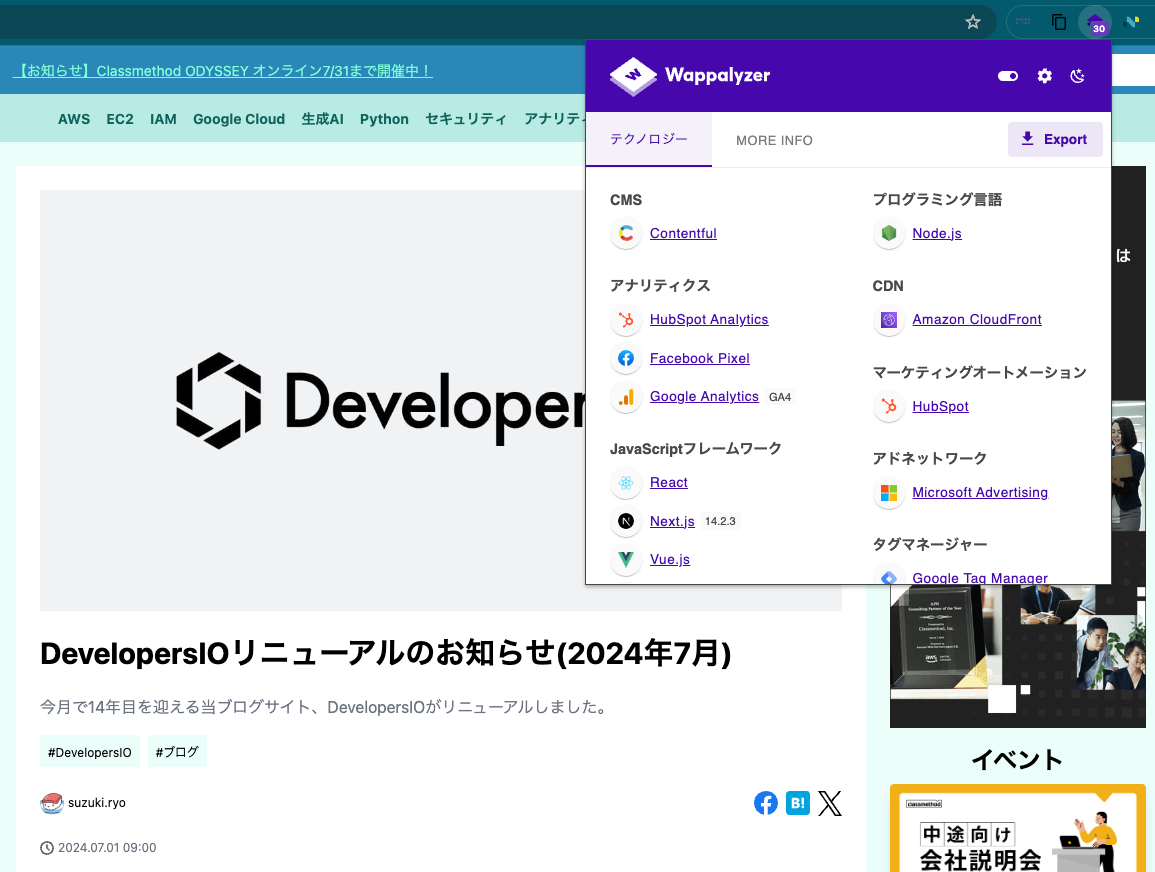 30
【お知らせ】Classmethod ODYSSEY オンライン7/31まで開催中！
Wappalyzer
AWS EC2 IAM Google Cloud 生成AI Python セキュリティ アナリティ
テクノロジー
MORE INFO
Export
CMS
Contentful
アナリティクス
HubSpot Analytics
Facebook Pixel
Google Analytics GA4
JavaScriptフレームワーク
React
Next.js 14.2.3
Vue.js
プログラミング言語
Node.js
CDN
Amazon CloudFront
マーケティングオートメーション
HubSpot
アドネットワーク
Microsoft Advertising
タグマネージャー
Google Tag Manager
は
Developer
DevelopersIOリニューアルのお知らせ(2024年7月)
今月で14年目を迎える当ブログサイト、DevelopersIOがリニューアルしました。
#DevelopersIO #ブログ
suzuki.ryo
B!
2024.07.01 09:00
Consulting Partner of the Year
aws
イベント
classmethod
中途向け
会社説明会